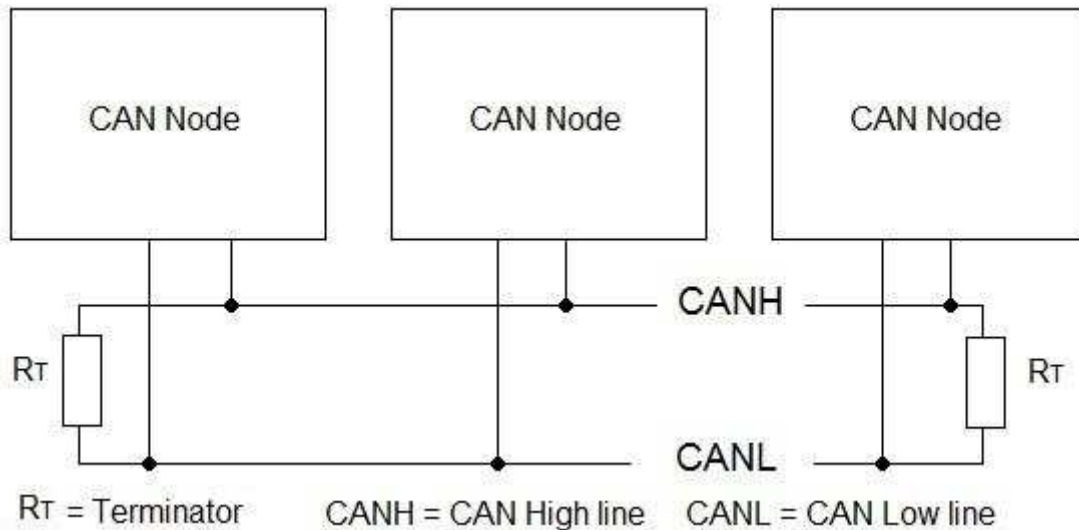 CAN Node
CAN Node
CAN Node
CANH
RT
RT
CANL
RT = Terminator
CANH = CAN High line
CANL = CAN Low line